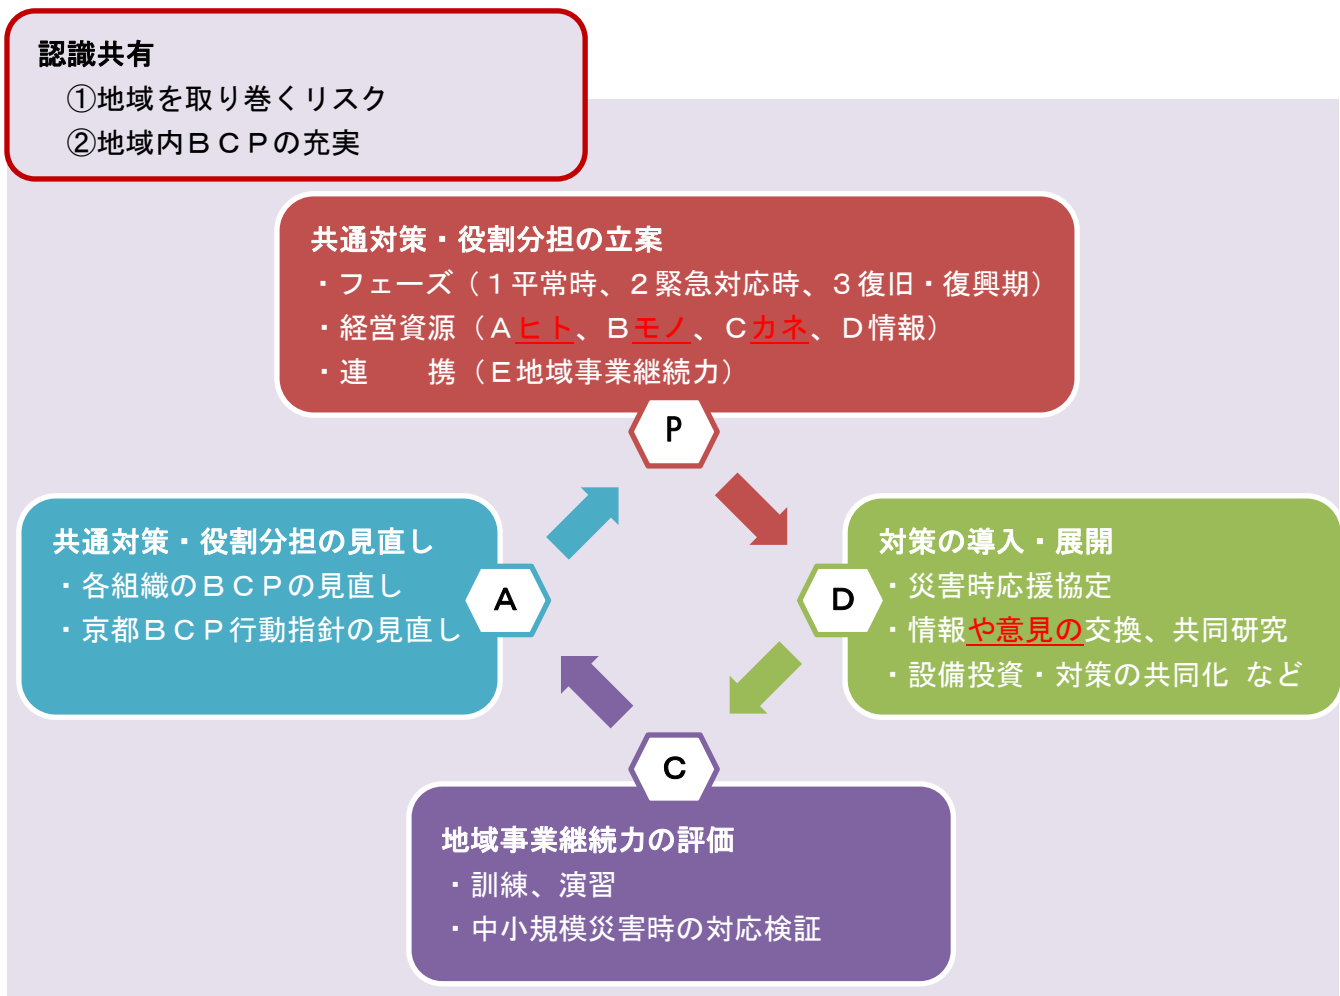 認識共有
①地域を取り巻くリスク
②地域内ＢＣＰの充実
共通対策・役割分担の立案
・フェーズ（１平常時、２緊急対応時、３復旧・復興期）
・経営資源（Ａヒト、Ｂモノ、Ｃカネ、Ｄ情報）
・連　　携（Ｅ地域事業継続力）
P
共通対策・役割分担の見直し
・各組織のＢＣＰの見直し
・京都ＢＣＰ行動指針の見直し
A
対策の導入・展開
・災害時応援協定
・情報や意見の交換、共同研究
・設備投資・対策の共同化 など
D
C
地域事業継続力の評価
・訓練、演習
・中小規模災害時の対応検証